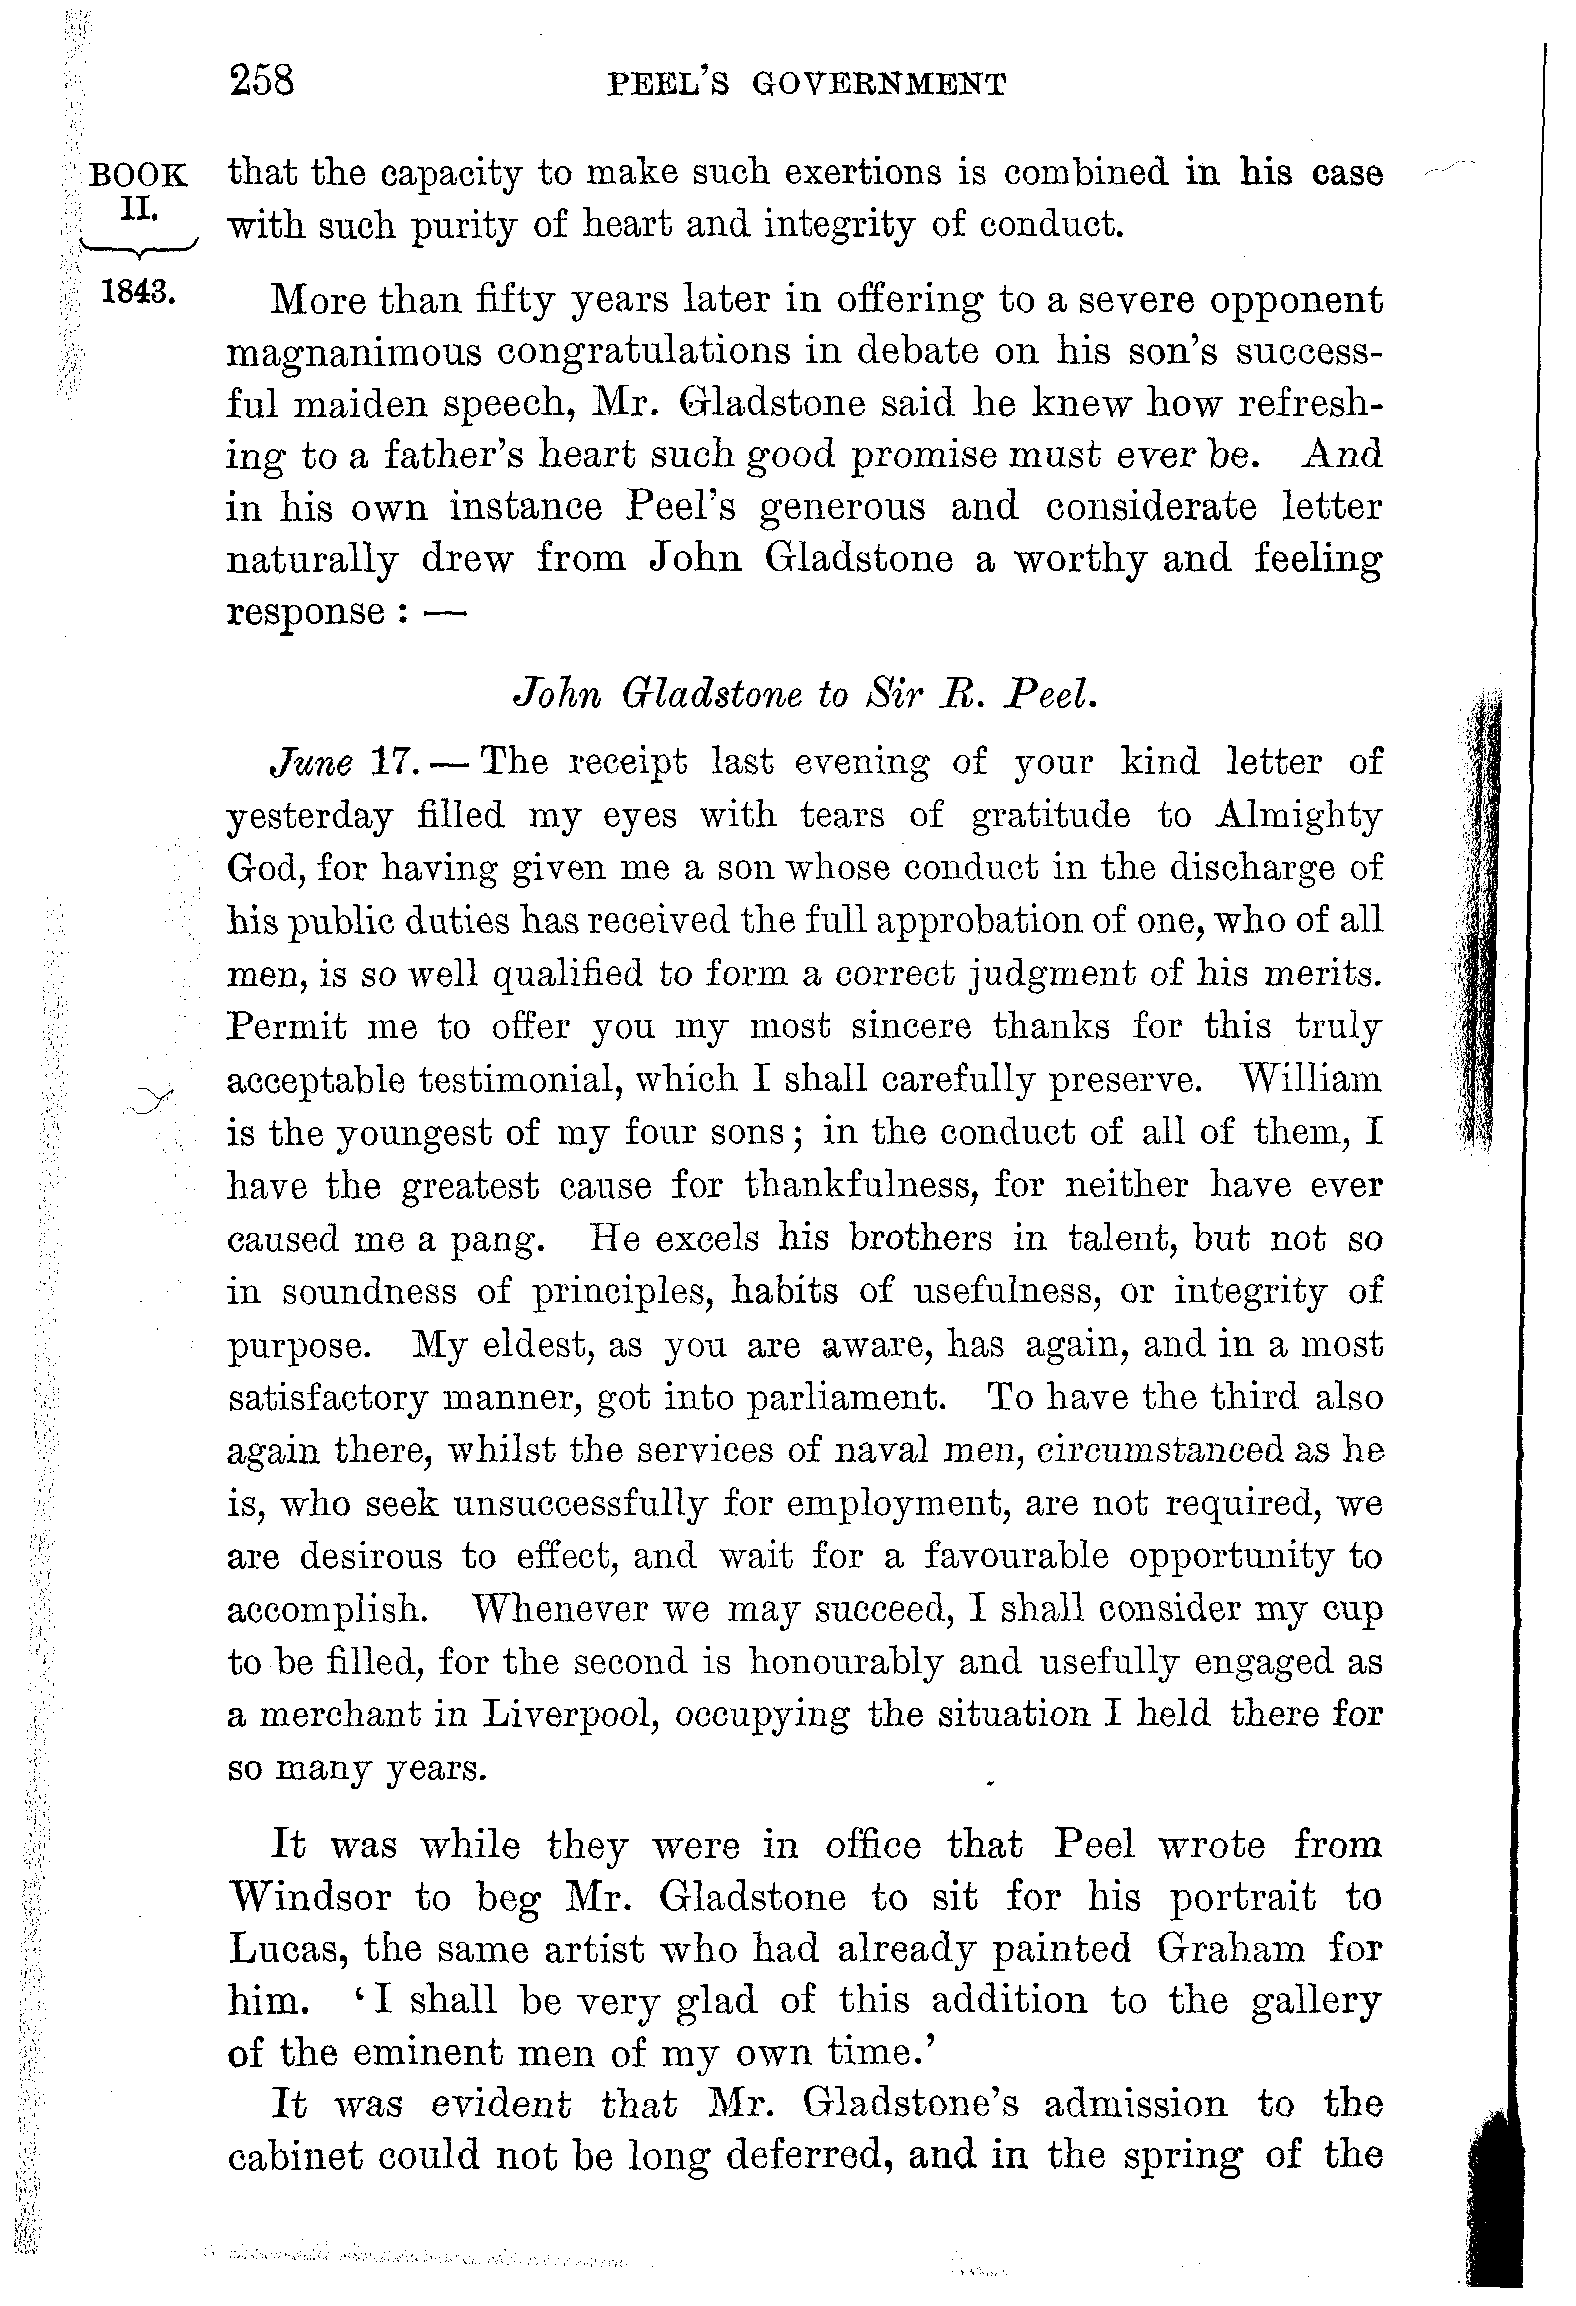 258 PEEL'S GOVERNMENT
BOOK
II.
1843.
that the capacity to make such exertions is combined in his case
with such purity of heart and integrity of conduct.
More than fifty years later in offering to a severe opponent
magnanimous congratulations in debate on his son's success-
ful maiden speech, Mr. Gladstone said he knew how refresh-
ing to a father's heart such good promise must ever be. And
in his own instance Peel's generous and considerate letter
naturally drew from John Gladstone a worthy and feeling
response : —
John Gladstone to Sir R. Peel.
June 17. — The receipt last evening of your kind letter of
yesterday filled my eyes with tears of gratitude to Almighty
God, for having given me a son whose conduct in the discharge of
his public duties has received the full approbation of one, who of all
men, is so well qualified to form a correct judgment of his merits.
Permit me to offer you my most sincere thanks for this truly
acceptable testimonial, which I shall carefully preserve. William
is the youngest of my four sons; in the conduct of all of them, I
have the greatest cause for thankfulness, for neither have ever
caused me a pang. He excels his brothers in talent, but not so
in soundness of principles, habits of usefulness, or integrity of
purpose. My eldest, as you are aware, has again, and in a most
satisfactory manner, got into parliament. To have the third also
again there, whilst the services of naval men, circumstanced as he
is, who seek unsuccessfully for employment, are not required, we
are desirous to effect, and wait for a favourable opportunity to
accomplish. Whenever we may succeed, I shall consider my cup
to be filled, for the second is honourably and usefully engaged as
a merchant in Liverpool, occupying the situation I held there for
so many years.
It was while they were in office that Peel wrote from
Windsor to beg Mr. Gladstone to sit for his portrait to
Lucas, the same artist who had already painted Graham for
him. 'I shall be very glad of this addition to the gallery
of the eminent men of my own time.'
It was evident that Mr. Gladstone's admission to the
cabinet could not be long deferred, and in the spring of the